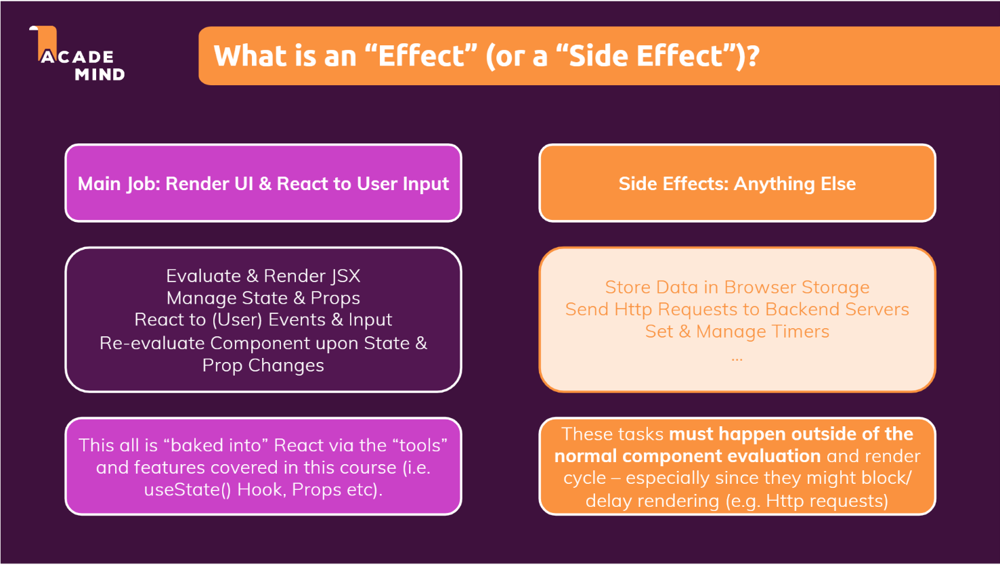 ACADE
MIND
What is an “Effect” (or a “Side Effect”)?
Main Job: Render UI & React to User Input
Evaluate & Render JSX
Manage State & Props
React to (User) Events & Input
Re-evaluate Component upon State &
Prop Changes
This all is “baked into” React via the “tools”
and features covered in this course (i.e.
useState() Hook, Props etc).
Side Effects: Anything Else
Store Data in Browser Storage
Send Http Requests to Backend Servers
Set & Manage Timers
…
These tasks must happen outside of the
normal component evaluation and render
cycle – especially since they might block/
delay rendering (e.g. Http requests)